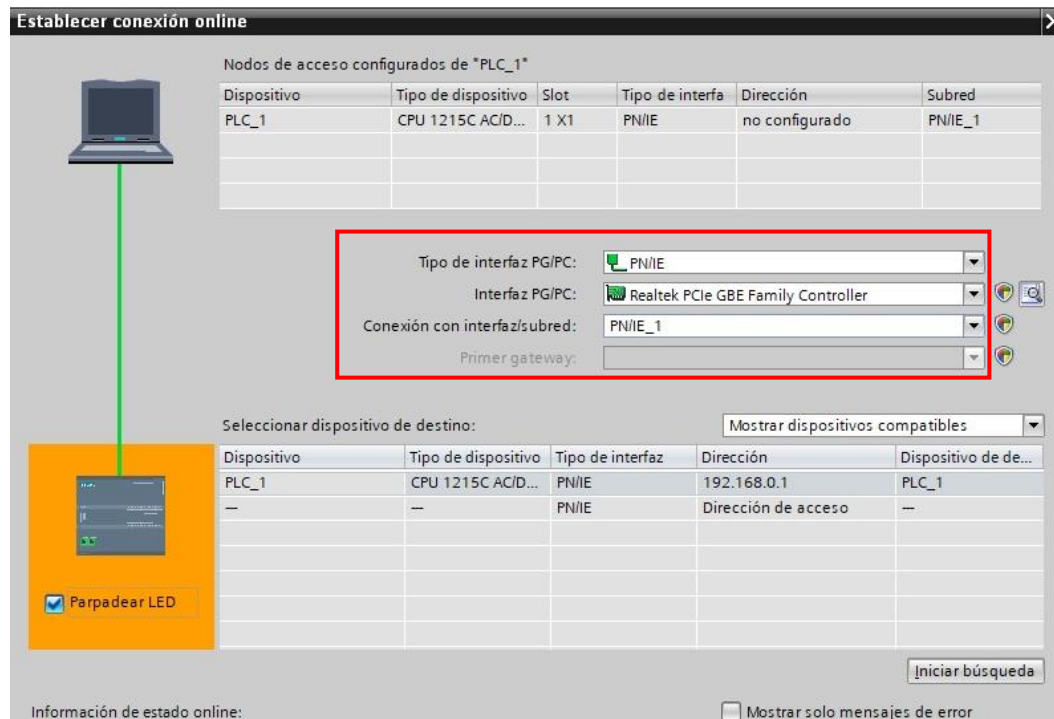 Establecer conexión online
Nodos de acceso configurados de "PLC_1"
Dispositivo Tipo de dispositivo Slot Tipo de interfa Dirección Subred
PLC_1 CPU 1215C AC/D... 1 X1 PN/IE no configurado PN/IE_1
Tipo de interfaz PG/PC: PN/IE
Interfaz PG/PC: Realtek PCIe GBE Family Controller
Conexión con interfaz/subred: PN/IE_1
Primer gateway:
Seleccionar dispositivo de destino: Mostrar dispositivos compatibles
Dispositivo Tipo de dispositivo Tipo de interfaz Dirección Dispositivo de de...
PLC_1 CPU 1215C AC/D... PN/IE 192.168.0.1 PLC_1
— — PN/IE Dirección de acceso —
Parpadear LED
Iniciar búsqueda
Información de estado online: Mostrar solo mensajes de error